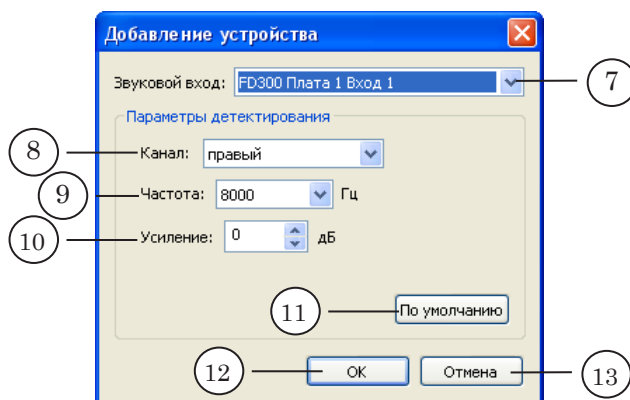 Добавление устройства
Звуковой вход: FD300 Плата 1 Вход 1 7
Параметры детектирования
8 Канал: правый
9 Частота: 8000 Гц
10 Усиление: 0 дБ
11 По умолчанию
12 OK Отмена 13